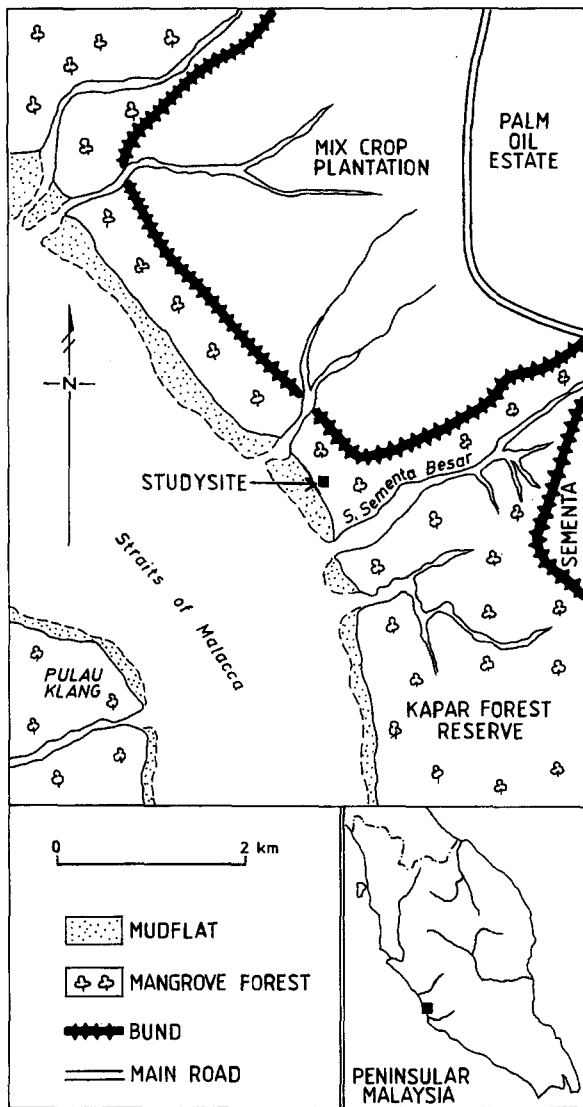 MIX CROP
PLANTATION
PALM
OIL
ESTATE
N
STUDYSITE
S. Sementa Besar
SEMENTA
Straits of Malacca
PULAU
KLANG
KAPAR FOREST
RESERVE
0 2 km
MUDFLAT
MANGROVE FOREST
BUND
MAIN ROAD
PENINSULAR
MALAYSIA